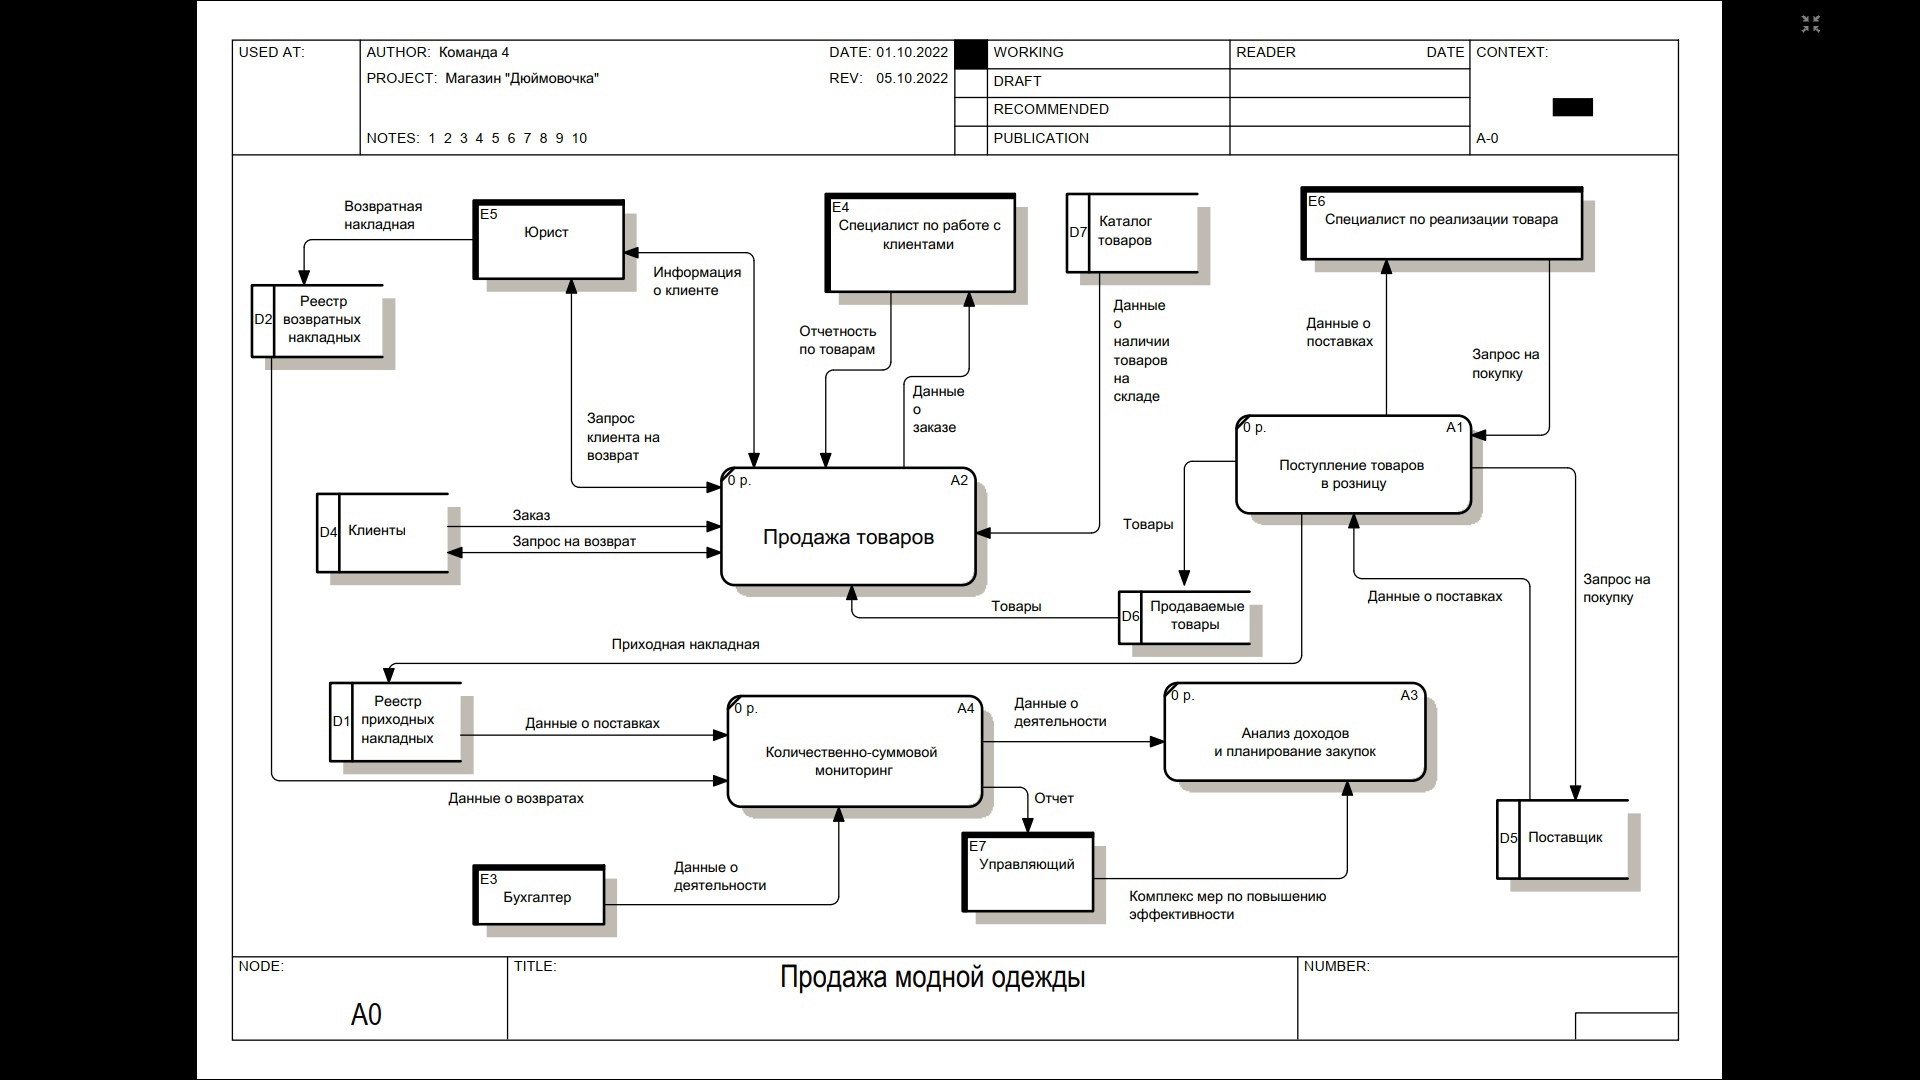 USED AT:
AUTHOR: Команда 4
DATE: 01.10.2022
PROJECT: Магазин "Дюймовочка"
REV: 05.10.2022
NOTES: 1 2 3 4 5 6 7 8 9 10
WORKING
DRAFT
RECOMMENDED
PUBLICATION
READER
DATE
CONTEXT:
A-0
Возвратная
накладная
E5
Юрист
Информация
о клиенте
E4
Специалист по работе с
клиентами
D7
Каталог
товаров
E6
Специалист по реализации товара
D2
Реестр
возвратных
накладных
Отчетность
по товарам
Данные
о
заказе
Данные
о
наличии
товаров
на
складе
Данные о
поставках
Запрос на
покупку
Запрос
клиента на
возврат
0 р.
A1
Поступление товаров
в розницу
0 р.
A2
Продажа товаров
D4
Клиенты
Заказ
Запрос на возврат
Товары
Товары
D6
Продаваемые
товары
Данные о поставках
Запрос на
покупку
Приходная накладная
D1
Реестр
приходных
накладных
Данные о поставках
Данные о возвратах
0 р.
A4
Количественно-суммовой
мониторинг
Данные о
деятельности
0 р.
A3
Анализ доходов
и планирование закупок
Отчет
E7
Управляющий
Комплекс мер по повышению
эффективности
D5
Поставщик
E3
Бухгалтер
Данные о
деятельности
NODE:
A0
TITLE:
Продажа модной одежды
NUMBER: